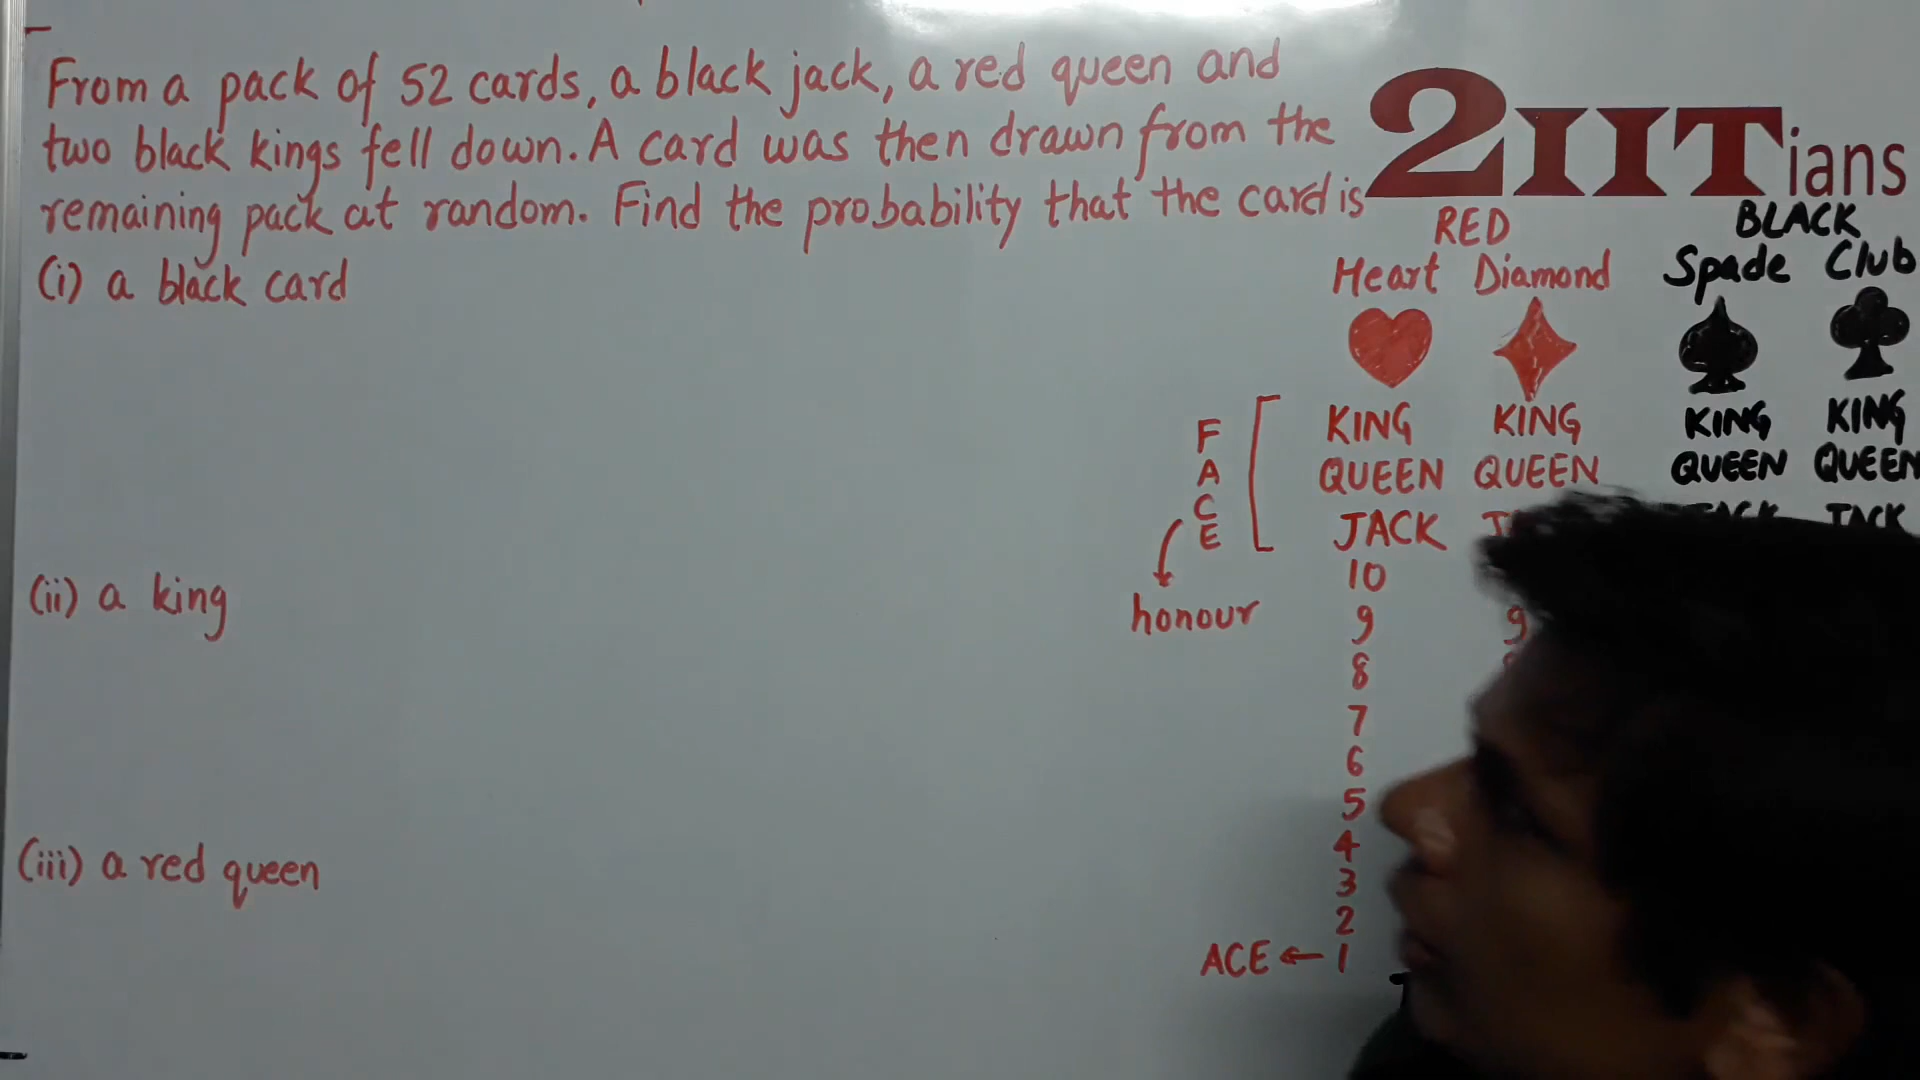 From a pack of 52 cards, a black jack, a red queen and
two black kings fell down. A card was then drawn from the
remaining pack at random. Find the probability that the card is
(i) a black card
(ii) a king
(iii) a red queen
2IITians
RED BLACK
Heart Diamond Spade Club
FACE
KING KING KING KING
QUEEN QUEEN QUEEN QUEEN
JACK JACK JACK
10
honour
9 9
8
7
6
5
4
3
2
ACE ← 1